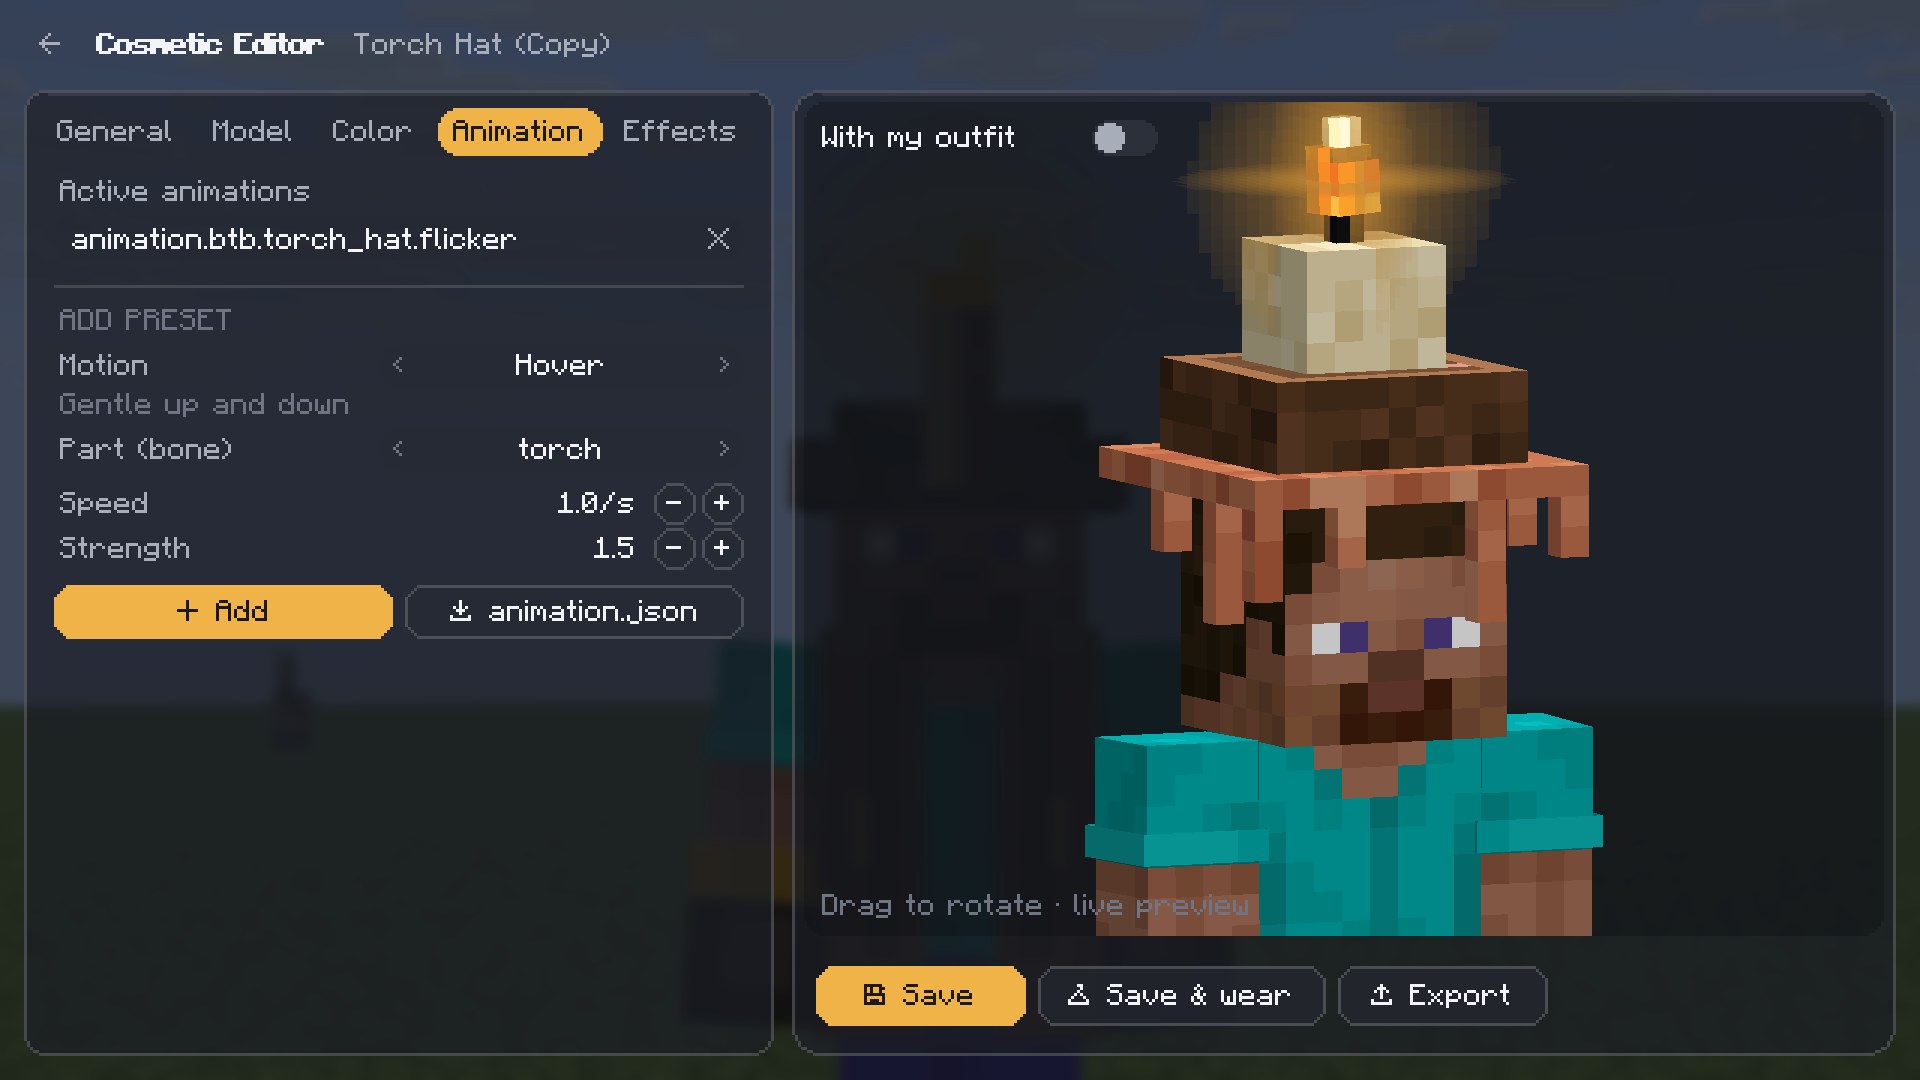 ← Cosmetic Editor Torch Hat (Copy)
General Model Color Animation Effects
Active animations
animation.btb.torch_hat.flicker
ADD PRESET
Motion < Hover >
Gentle up and down
Part (bone) < torch >
Speed 1.0/s − +
Strength 1.5 − +
+ Add animation.json
With my outfit
Drag to rotate · live preview
Save Save & wear Export